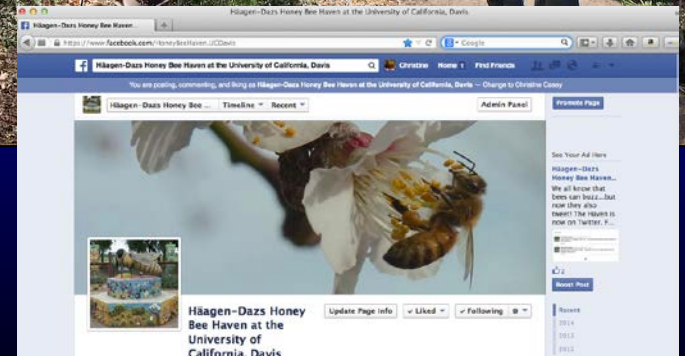 Häagen-Dazs Honey Bee Haven at the University of California, Davis
Häagen-Dazs Honey Bee Haven...
https://www.facebook.com/HoneyBeeHaven.UCDavis
Google
Häagen-Dazs Honey Bee Haven at the University of California, Davis
Christine Home 1 Find Friends
You are posting, commenting, and liking as Häagen-Dazs Honey Bee Haven at the University of California, Davis — Change to Christine Casey
Häagen-Dazs Honey Bee ... Timeline Recent Admin Panel
Promote Page
See Your Ad Here
Häagen-Dazs
Honey Bee Haven...
We all know that
bees can buzz...but
now they also
tweet! The Haven is
now on Twitter. F...
2
Boost Post
Häagen-Dazs Honey
Bee Haven at the
University of
California, Davis
Update Page Info Liked Following
Recent
2014
2013
2012